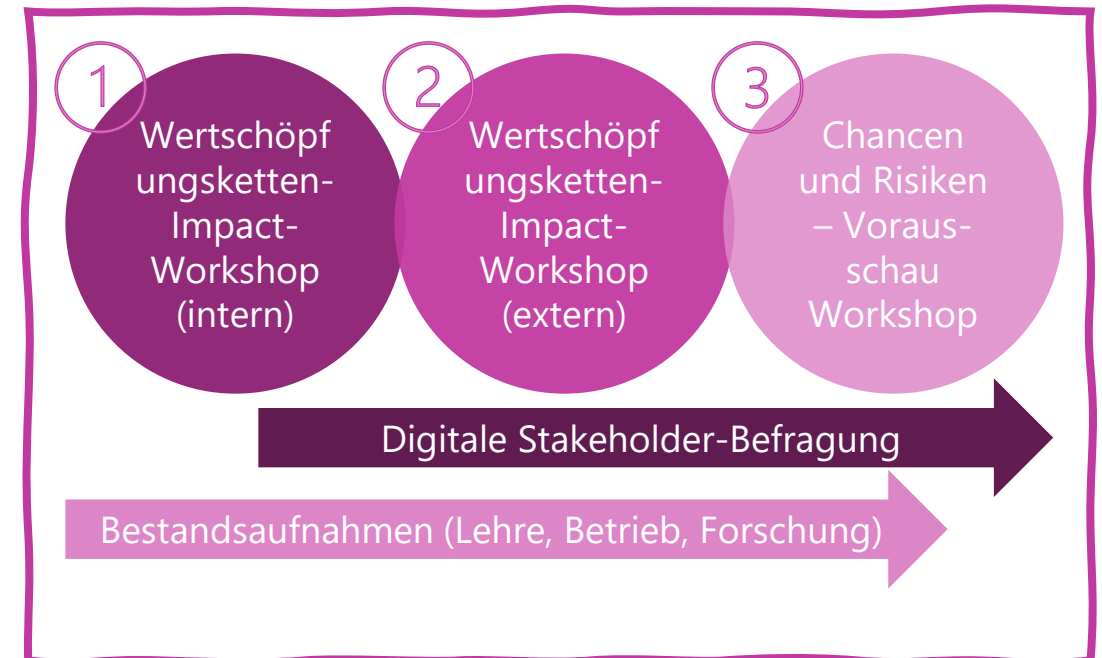 1
Wertschöpf
ungsketten-
Impact-
Workshop
(intern)
2
Wertschöpf
ungsketten-
Impact-
Workshop
(extern)
3
Chancen
und Risiken
– Voraus-
schau
Workshop
Digitale Stakeholder-Befragung
Bestandsaufnahmen (Lehre, Betrieb, Forschung)